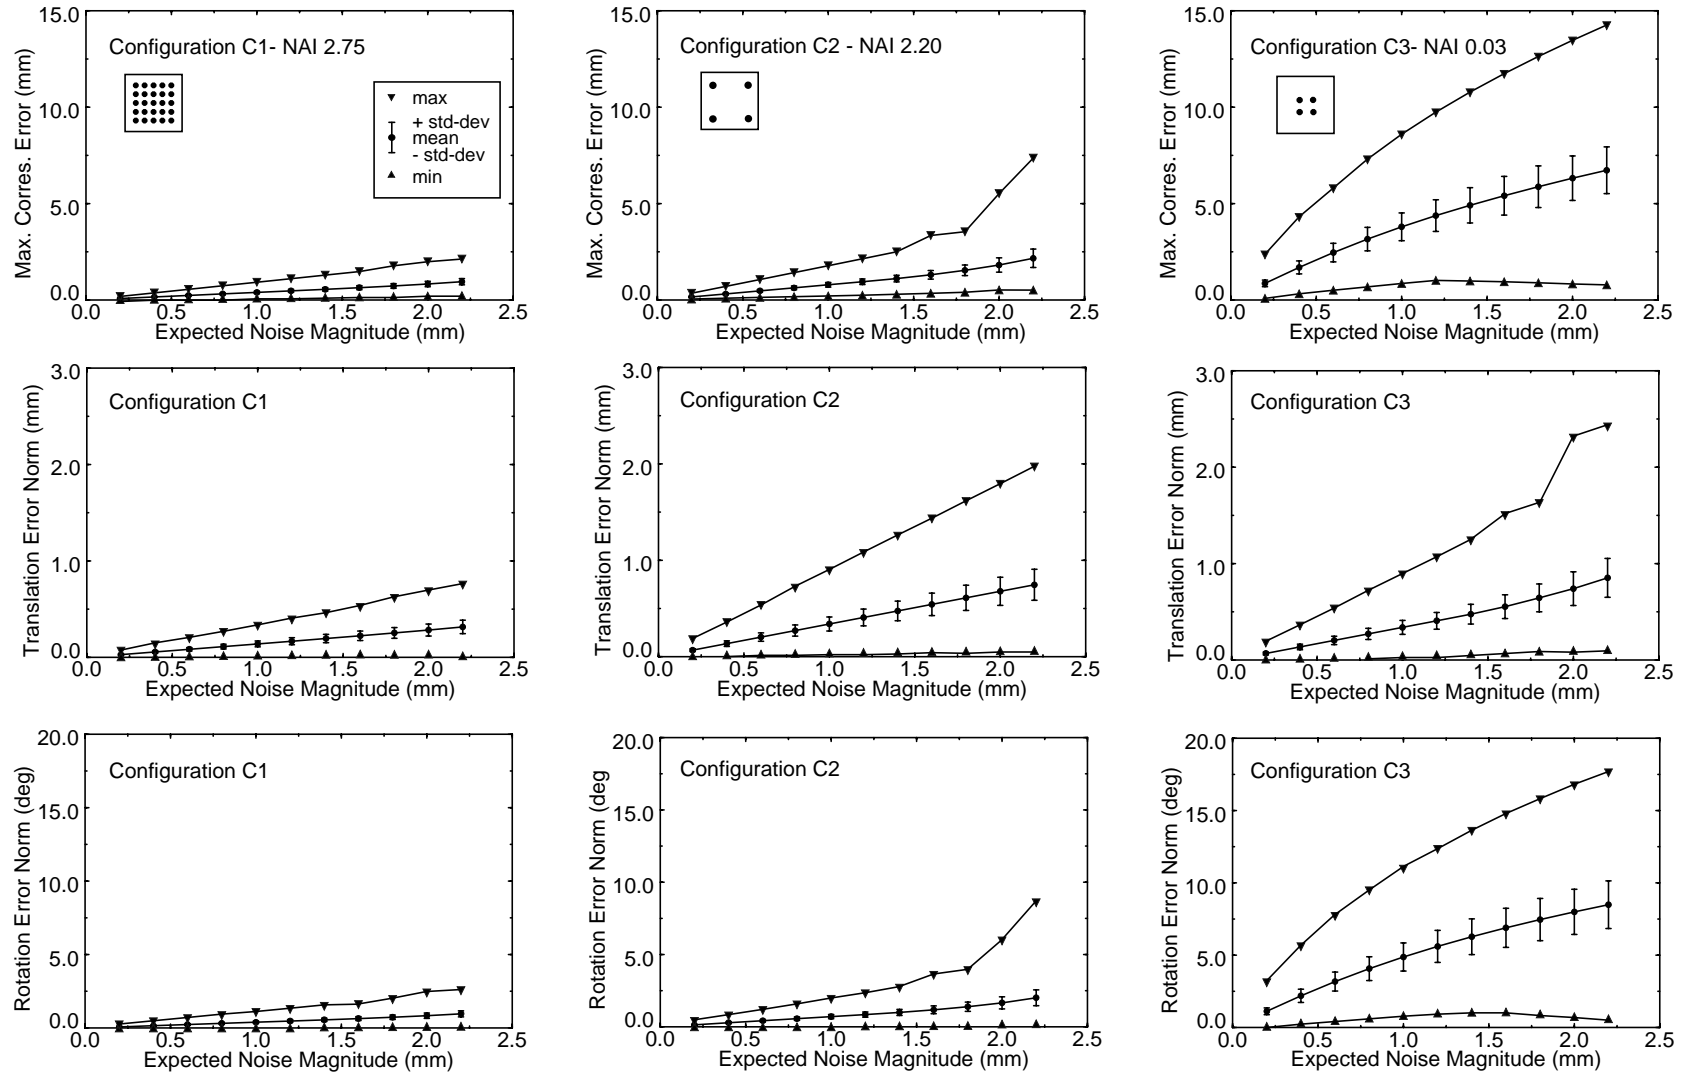 Configuration C1- NAI 2.75
max
+ std-dev
mean
- std-dev
min
Max. Corres. Error (mm)
15.0
10.0
5.0
0.0
0.0 0.5 1.0 1.5 2.0 2.5
Expected Noise Magnitude (mm)
Configuration C2 - NAI 2.20
Max. Corres. Error (mm)
15.0
10.0
5.0
0.0
0.0 0.5 1.0 1.5 2.0 2.5
Expected Noise Magnitude (mm)
Configuration C3- NAI 0.03
Max. Corres. Error (mm)
15.0
10.0
5.0
0.0
0.0 0.5 1.0 1.5 2.0 2.5
Expected Noise Magnitude (mm)
Configuration C1
Translation Error Norm (mm)
3.0
2.0
1.0
0.0
0.0 0.5 1.0 1.5 2.0 2.5
Expected Noise Magnitude (mm)
Configuration C2
Translation Error Norm (mm)
3.0
2.0
1.0
0.0
0.0 0.5 1.0 1.5 2.0 2.5
Expected Noise Magnitude (mm)
Configuration C3
Translation Error Norm (mm)
3.0
2.0
1.0
0.0
0.0 0.5 1.0 1.5 2.0 2.5
Expected Noise Magnitude (mm)
Configuration C1
Rotation Error Norm (deg)
20.0
15.0
10.0
5.0
0.0
0.0 0.5 1.0 1.5 2.0 2.5
Expected Noise Magnitude (mm)
Configuration C2
Rotation Error Norm (deg
20.0
15.0
10.0
5.0
0.0
0.0 0.5 1.0 1.5 2.0 2.5
Expected Noise Magnitude (mm)
Configuration C3
Rotation Error Norm (deg)
20.0
15.0
10.0
5.0
0.0
0.0 0.5 1.0 1.5 2.0 2.5
Expected Noise Magnitude (mm)